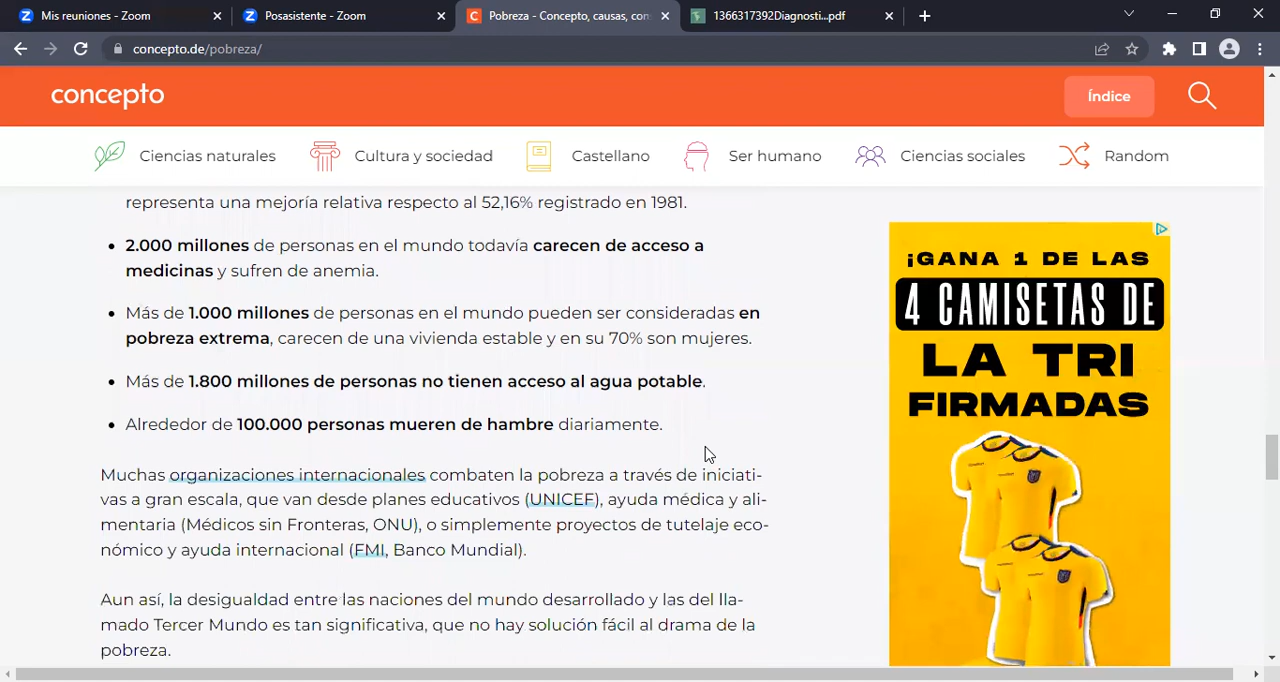 Mis reuniones - Zoom
Posasistente - Zoom
Pobreza - Concepto, causas, con
1366317392Diagnosti...pdf
concepto.de/pobreza/
concepto
Índice
Ciencias naturales
Cultura y sociedad
Castellano
Ser humano
Ciencias sociales
Random
representa una mejoría relativa respecto al 52,16% registrado en 1981.
• 2.000 millones de personas en el mundo todavía carecen de acceso a
medicinas y sufren de anemia.
• Más de 1.000 millones de personas en el mundo pueden ser consideradas en
pobreza extrema, carecen de una vivienda estable y en su 70% son mujeres.
• Más de 1.800 millones de personas no tienen acceso al agua potable.
• Alrededor de 100.000 personas mueren de hambre diariamente.
Muchas organizaciones internacionales combaten la pobreza a través de iniciati-
vas a gran escala, que van desde planes educativos (UNICEF), ayuda médica y ali-
mentaria (Médicos sin Fronteras, ONU), o simplemente proyectos de tutelaje eco-
nómico y ayuda internacional (FMI, Banco Mundial).
Aun así, la desigualdad entre las naciones del mundo desarrollado y las del lla-
mado Tercer Mundo es tan significativa, que no hay solución fácil al drama de la
pobreza.
¡GANA 1 DE LAS
4 CAMISETAS DE
LA TRI
FIRMADAS